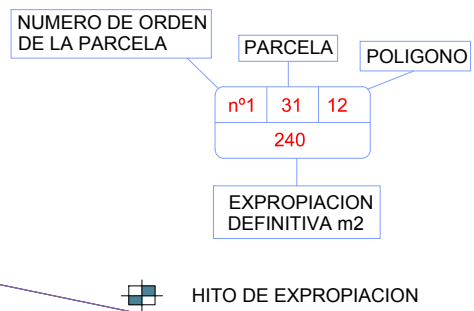 NUMERO DE ORDEN
DE LA PARCELA
PARCELA
POLIGONO
nº1 31 12
240
EXPROPIACION
DEFINITIVA m2
HITO DE EXPROPIACION